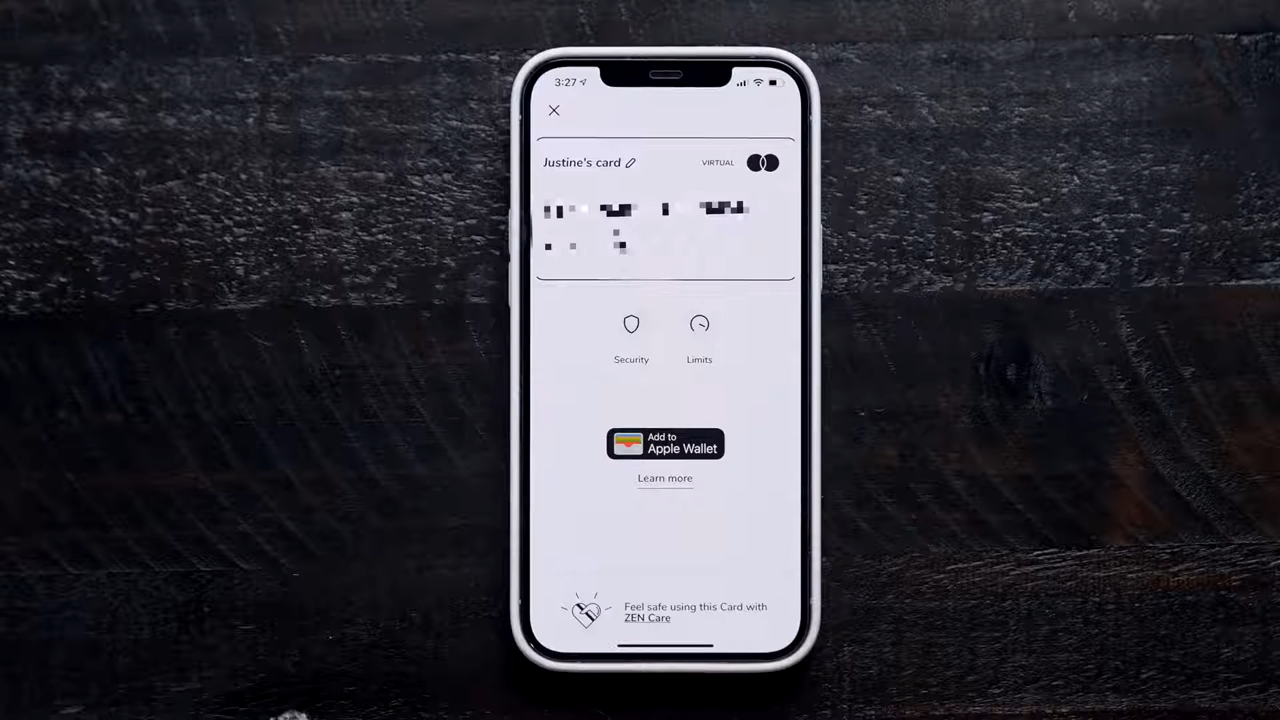 3:27
Justine's card
VIRTUAL
Security
Limits
Add to
Apple Wallet
Learn more
Feel safe using this Card with
ZEN Care